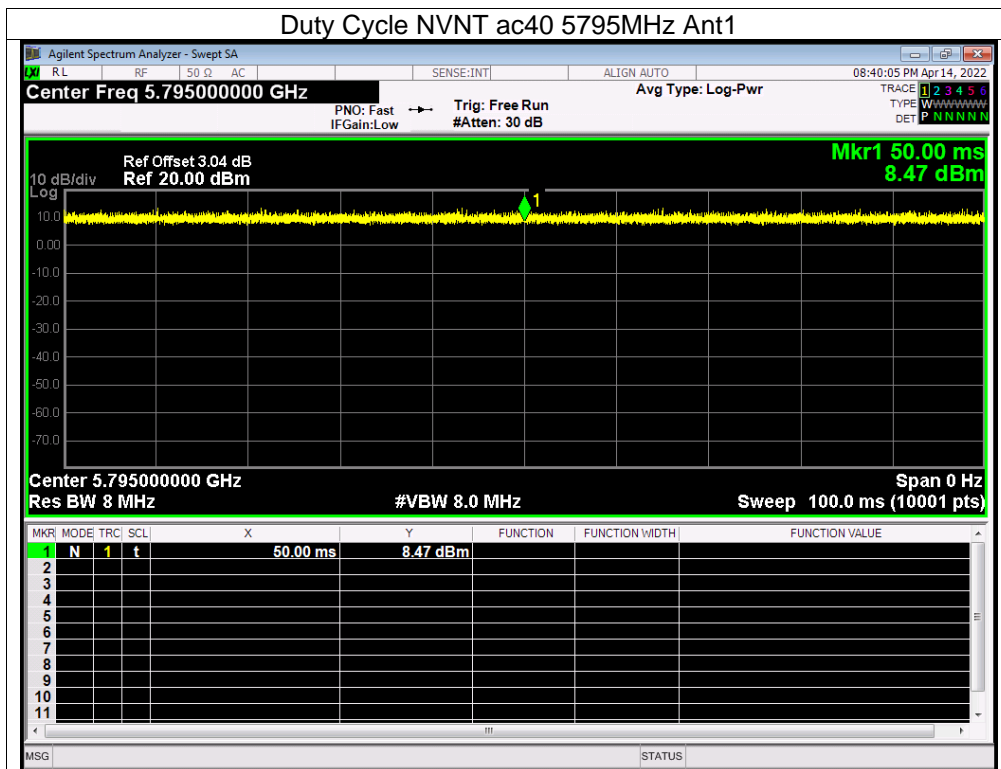 Duty Cycle NVNT ac40 5795MHz Ant1
Agilent Spectrum Analyzer - Swept SA
LXI RL RF 50 Ω AC SENSE:INT ALIGN AUTO 08:40:05 PM Apr 14, 2022
Center Freq 5.795000000 GHz Avg Type: Log-Pwr TRACE 1 2 3 4 5 6
PNO: Fast Trig: Free Run TYPE WWWWWWW
IFGain:Low #Atten: 30 dB DET P N N N N N
Mkr1 50.00 ms
Ref Offset 3.04 dB
10 dB/div Ref 20.00 dBm 8.47 dBm
Log
1
10.0
0.00
-10.0
-20.0
-30.0
-40.0
-50.0
-60.0
-70.0
Center 5.795000000 GHz Span 0 Hz
Res BW 8 MHz #VBW 8.0 MHz Sweep 100.0 ms (10001 pts)
MKR MODE TRC SCL X Y FUNCTION FUNCTION WIDTH FUNCTION VALUE
1 N 1 t 50.00 ms 8.47 dBm
2
3
4
5
6
7
8
9
10
11
MSG STATUS